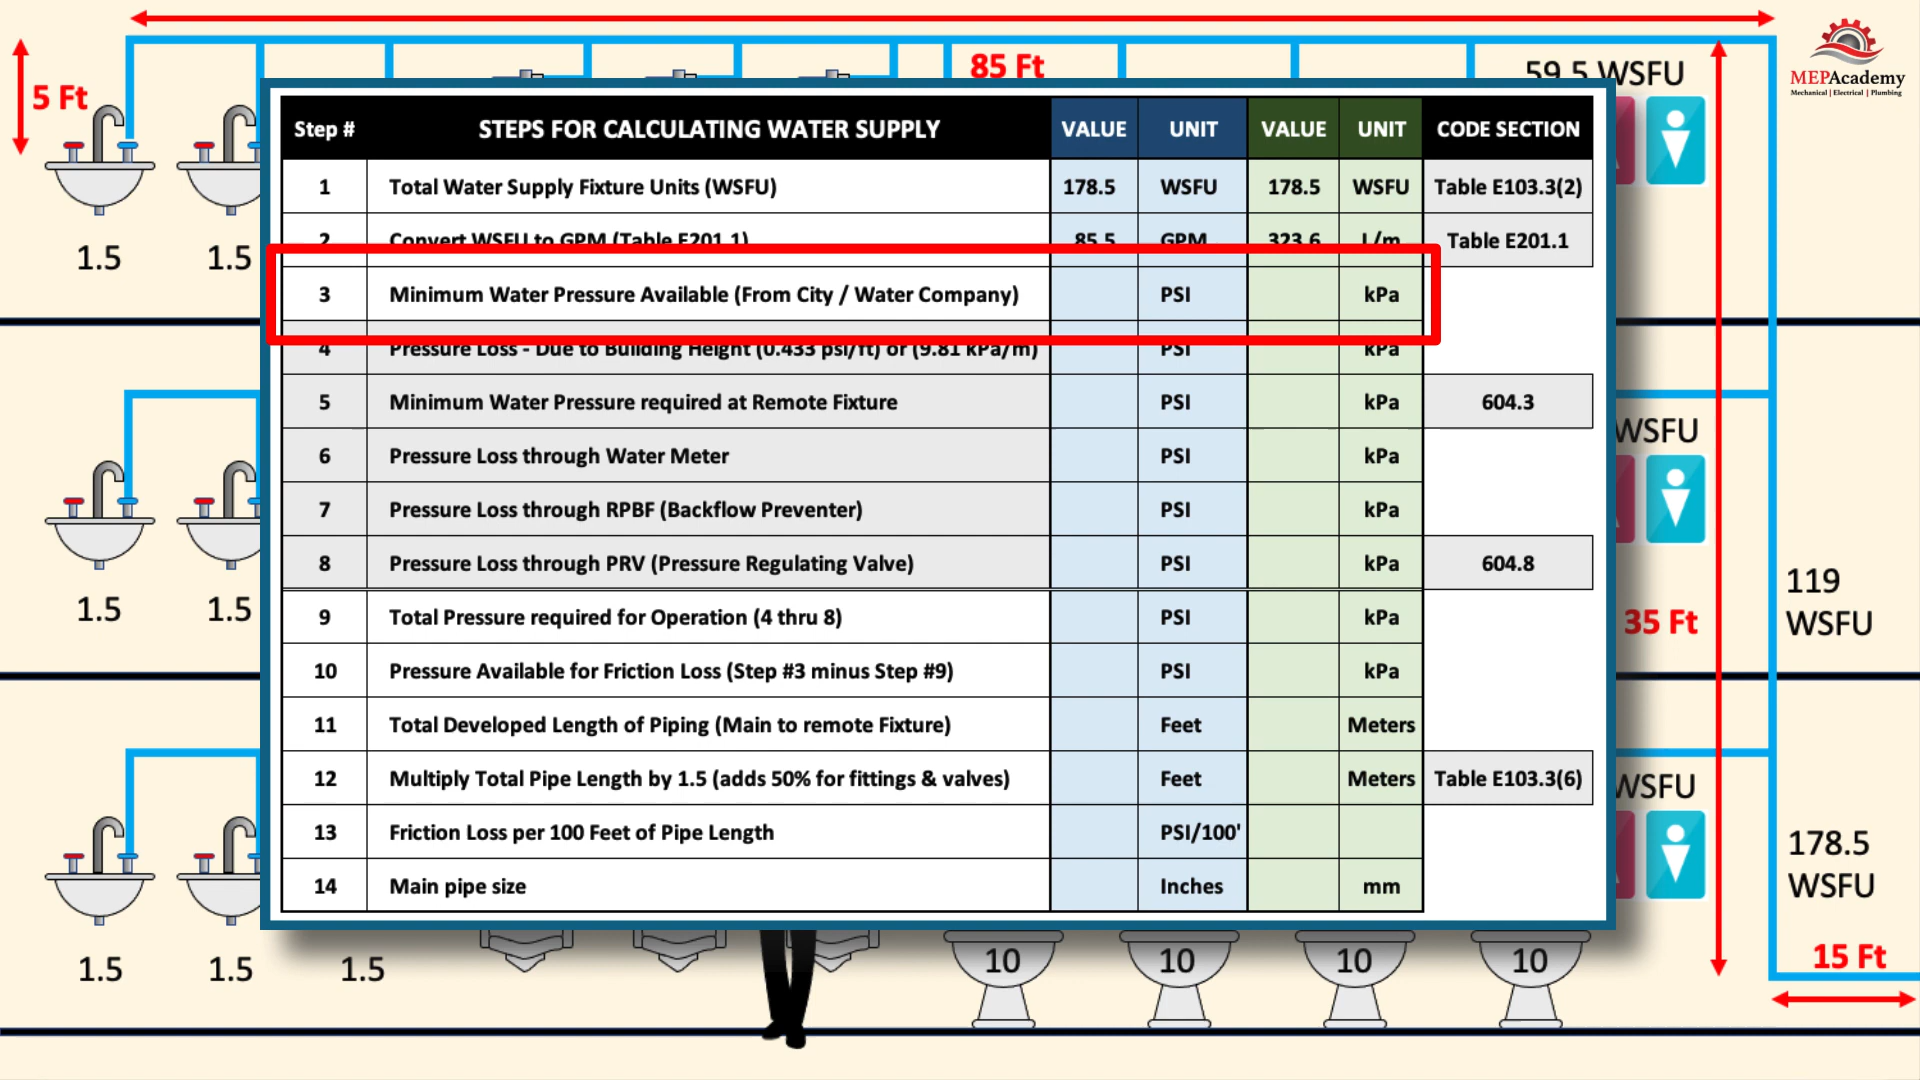 85 Ft
5 Ft
59.5 WSFU
MEPAcademy
Mechanical | Electrical | Plumbing
Step # STEPS FOR CALCULATING WATER SUPPLY VALUE UNIT VALUE UNIT CODE SECTION
1 Total Water Supply Fixture Units (WSFU) 178.5 WSFU 178.5 WSFU Table E103.3(2)
2 Convert WSFU to GPM (Table E201.1) 85.5 GPM 323.6 L/m Table E201.1
3 Minimum Water Pressure Available (From City / Water Company) PSI kPa
4 Pressure Loss - Due to Building Height (0.433 psi/ft) or (9.81 kPa/m) PSI kPa
5 Minimum Water Pressure required at Remote Fixture PSI kPa 604.3
6 Pressure Loss through Water Meter PSI kPa
7 Pressure Loss through RPBF (Backflow Preventer) PSI kPa
8 Pressure Loss through PRV (Pressure Regulating Valve) PSI kPa 604.8
9 Total Pressure required for Operation (4 thru 8) PSI kPa
10 Pressure Available for Friction Loss (Step #3 minus Step #9) PSI kPa
11 Total Developed Length of Piping (Main to remote Fixture) Feet Meters
12 Multiply Total Pipe Length by 1.5 (adds 50% for fittings & valves) Feet Meters Table E103.3(6)
13 Friction Loss per 100 Feet of Pipe Length PSI/100'
14 Main pipe size Inches mm
1.5 1.5
WSFU
1.5 1.5
35 Ft
119
WSFU
WSFU
178.5
WSFU
15 Ft
1.5 1.5 1.5 10 10 10 10